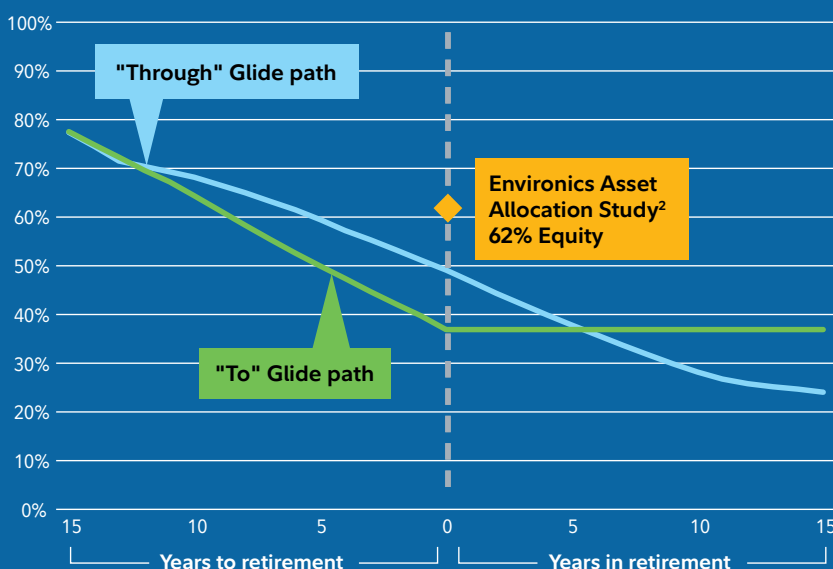 100%
90%
"Through" Glide path
80%
70%
Environics Asset
Allocation Study²
62% Equity
60%
50%
40%
"To" Glide path
30%
20%
10%
0%
15 10 5 0 5 10 15
Years to retirement Years in retirement